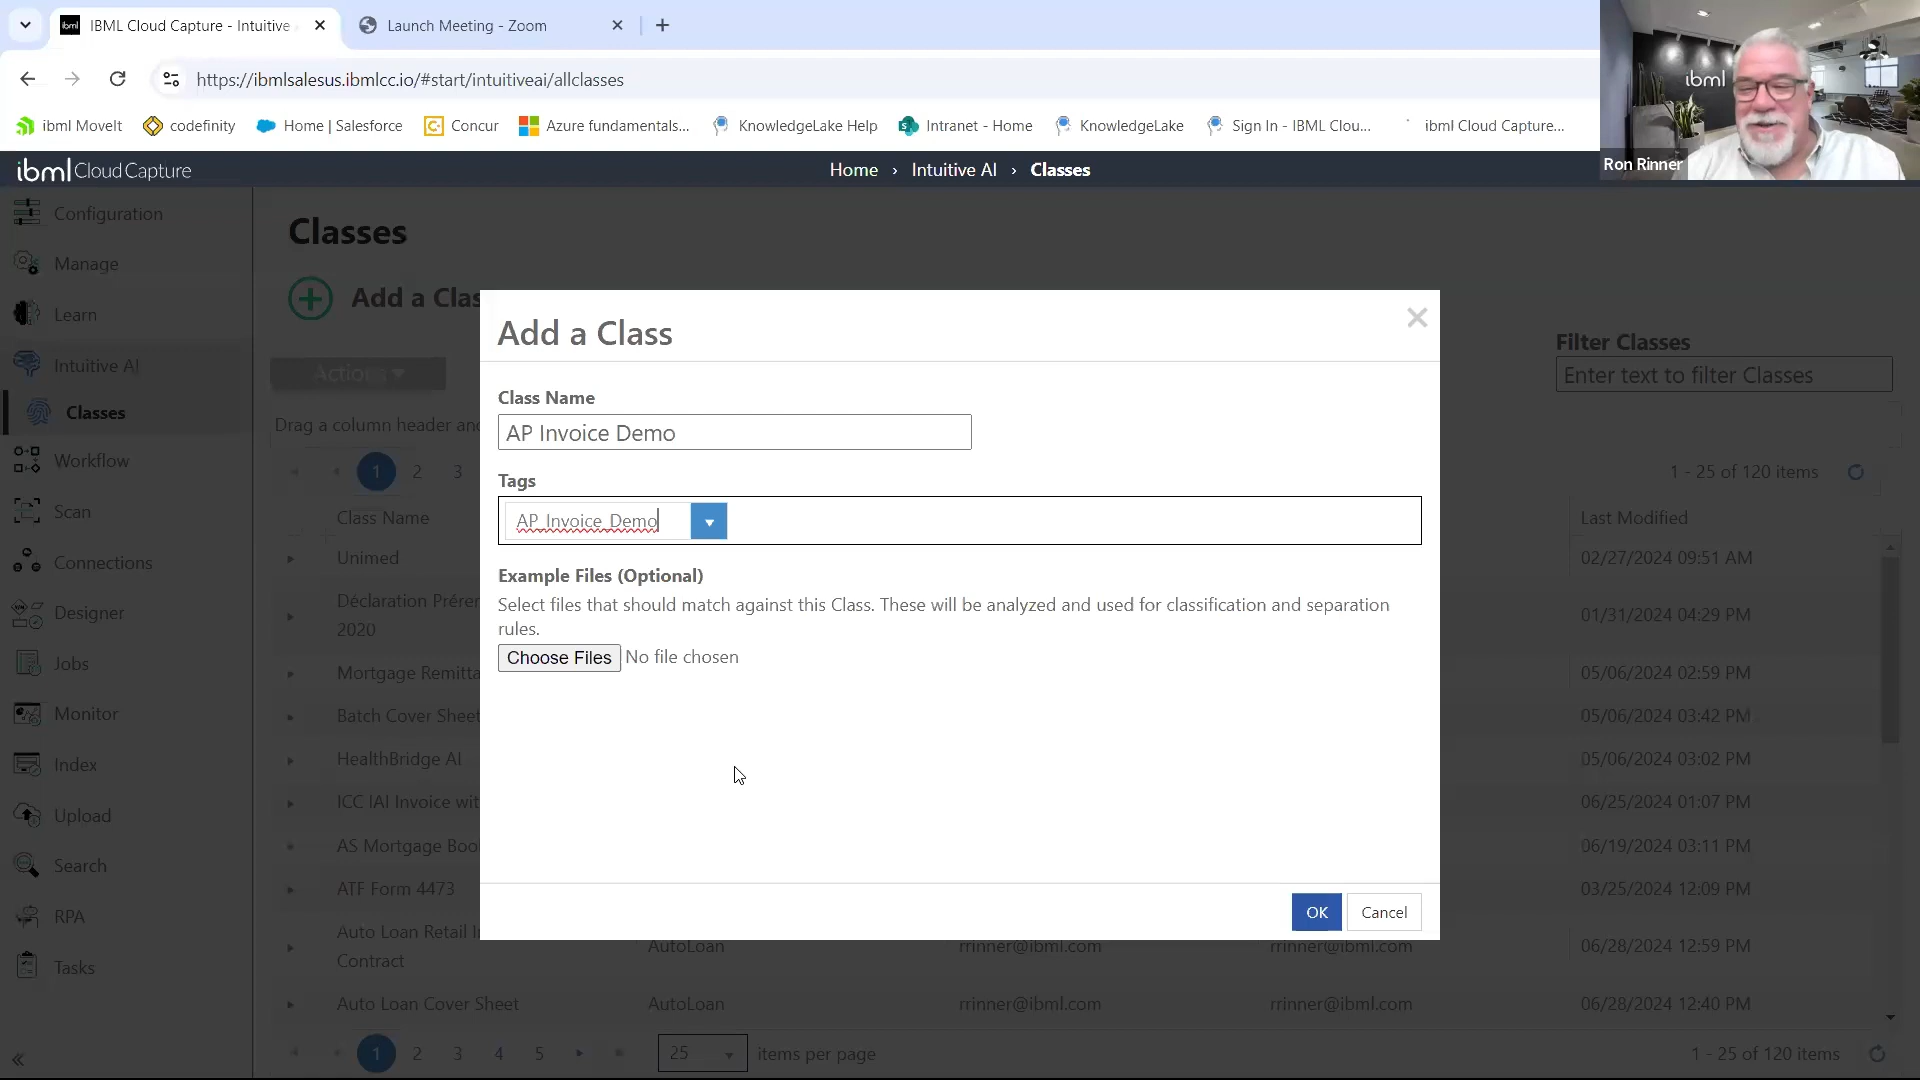 IBML Cloud Capture - Intuitive
Launch Meeting - Zoom
https://ibmlsalesus.ibmlcc.io/#start/intuitiveai/allclasses
ibml MoveIt
codefinity
Home | Salesforce
Concur
Azure fundamentals...
KnowledgeLake Help
Intranet - Home
KnowledgeLake
Sign In - IBML Clou...
ibml Cloud Capture...
ibml
Ron Rinner
ibml Cloud Capture
Home › Intuitive AI › Classes
Configuration
Manage
Learn
Intuitive AI
Classes
Workflow
Scan
Connections
Designer
Jobs
Monitor
Index
Upload
Search
RPA
Tasks
Classes
Add a Clas
Actions
Filter Classes
Enter text to filter Classes
Drag a column header and
1 2 3
1 - 25 of 120 items
Class Name
Last Modified
Unimed
02/27/2024 09:51 AM
Déclaration Prérer
2020
01/31/2024 04:29 PM
Mortgage Remitta
05/06/2024 02:59 PM
Batch Cover Sheet
05/06/2024 03:42 PM
HealthBridge AI
05/06/2024 03:02 PM
ICC IAI Invoice wit
06/25/2024 01:07 PM
AS Mortgage Boo
06/19/2024 03:11 PM
ATF Form 4473
03/25/2024 12:09 PM
Auto Loan Retail I
Contract
AutoLoan
rrinner@ibml.com
rrinner@ibml.com
06/28/2024 12:59 PM
Auto Loan Cover Sheet
AutoLoan
rrinner@ibml.com
rrinner@ibml.com
06/28/2024 12:40 PM
1 2 3 4 5
25
items per page
1 - 25 of 120 items
Add a Class
Class Name
AP Invoice Demo
Tags
AP_Invoice_Demo
Example Files (Optional)
Select files that should match against this Class. These will be analyzed and used for classification and separation
rules.
Choose Files
No file chosen
OK
Cancel